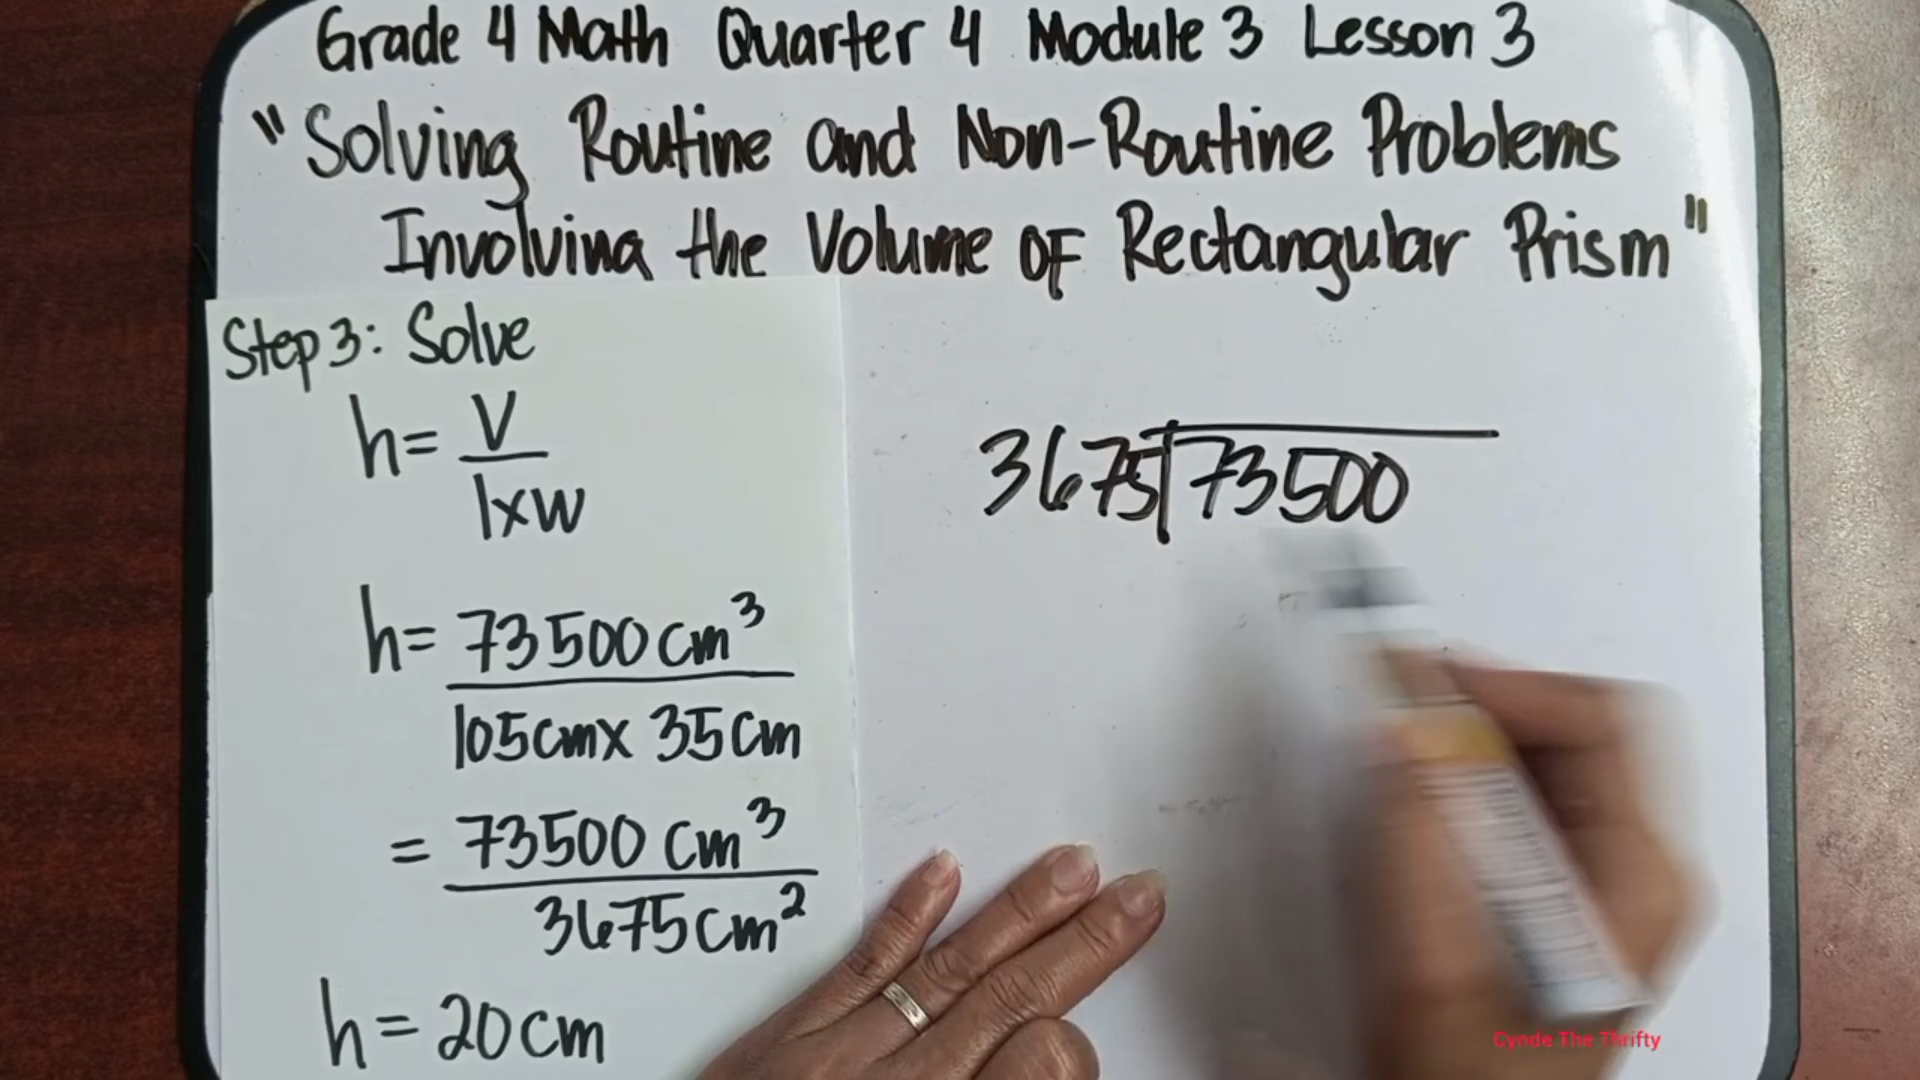 Grade 4 Math Quarter 4 Module 3 Lesson 3
"Solving Routine and Non-Routine Problems
Involving the Volume OF Rectangular Prism"
Step 3: Solve
h = V
l x w
h = 73500 cm³
105cm x 35cm
= 73500 cm³
3675 cm²
h = 20 cm
3675 73500
Cynde The Thrifty